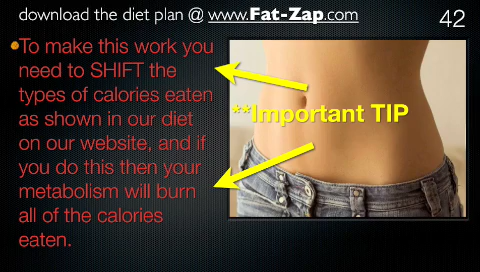 download the diet plan @ www.Fat-Zap.com
42
To make this work you
need to SHIFT the
types of calories eaten
as shown in our diet
on our website, and if
you do this then your
metabolism will burn
all of the calories
eaten.
**Important TIP